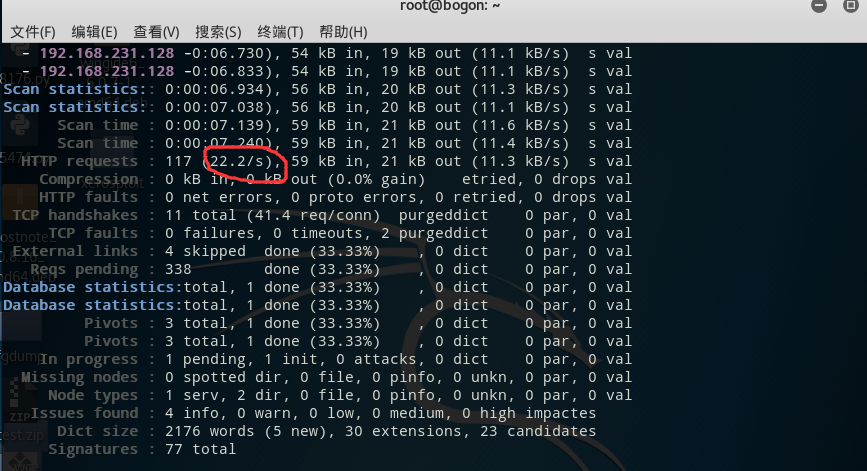 root@bogon: ~
文件(F) 编辑(E) 查看(V) 搜索(S) 终端(T) 帮助(H)
- 192.168.231.128 -0:06.730), 54 kB in, 19 kB out (11.1 kB/s)  s val
- 192.168.231.128 -0:06.833), 54 kB in, 19 kB out (11.1 kB/s)  s val
Scan statistics:: 0:00:06.934), 56 kB in, 20 kB out (11.3 kB/s)  s val
Scan statistics:: 0:00:07.038), 56 kB in, 20 kB out (11.1 kB/s)  s val
Scan time : 0:00:07.139), 59 kB in, 21 kB out (11.6 kB/s)  s val
Scan time : 0:00:07.240), 59 kB in, 21 kB out (11.4 kB/s)  s val
HTTP requests : 117 (22.2/s), 59 kB in, 21 kB out (11.3 kB/s)  s val
Compression : 0 kB in, 0 kB out (0.0% gain)    etried, 0 drops val
HTTP faults : 0 net errors, 0 proto errors, 0 retried, 0 drops val
TCP handshakes : 11 total (41.4 req/conn)  purgeddict    0 par, 0 val
TCP faults : 0 failures, 0 timeouts, 2 purgeddict    0 par, 0 val
External links : 4 skipped  done (33.33%)    , 0 dict    0 par, 0 val
Reqs pending : 338        done (33.33%)    , 0 dict    0 par, 0 val
Database statistics:total, 1 done (33.33%)    , 0 dict    0 par, 0 val
Database statistics:total, 1 done (33.33%)    , 0 dict    0 par, 0 val
Pivots : 3 total, 1 done (33.33%)    , 0 dict    0 par, 0 val
Pivots : 3 total, 1 done (33.33%)    , 0 dict    0 par, 0 val
In progress : 1 pending, 1 init, 0 attacks, 0 dict    0 par, 0 val
Missing nodes : 0 spotted dir, 0 file, 0 pinfo, 0 unkn, 0 par, 0 val
Node types : 1 serv, 2 dir, 0 file, 0 pinfo, 0 unkn, 0 par, 0 val
Issues found : 4 info, 0 warn, 0 low, 0 medium, 0 high impactes
Dict size : 2176 words (5 new), 30 extensions, 23 candidates
Signatures : 77 total